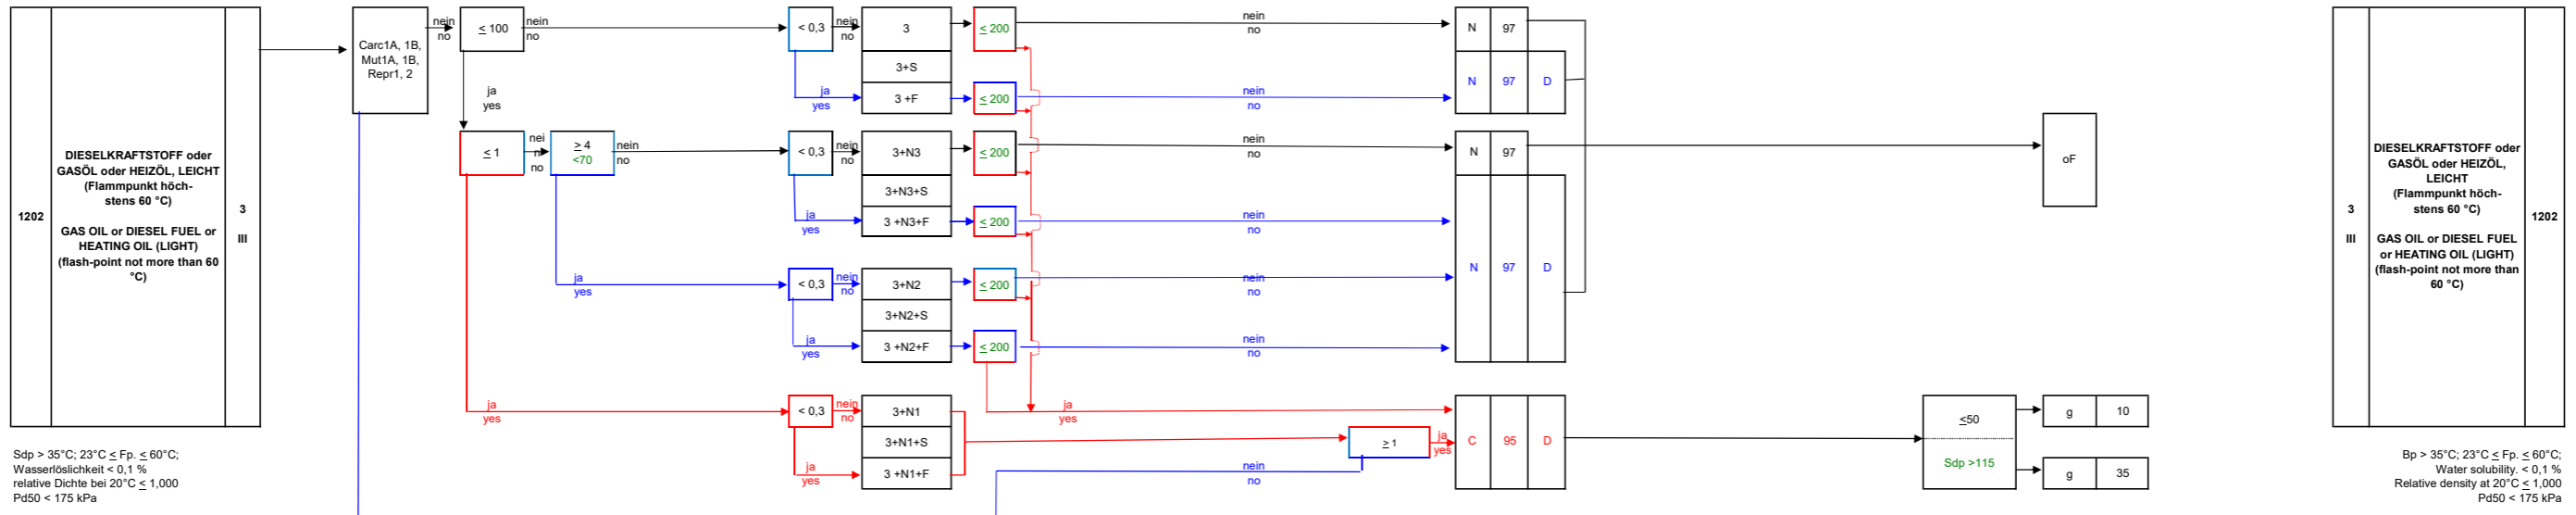 1202
DIESELKRAFTSTOFF oder
GASÖL oder HEIZÖL, LEICHT
(Flammpunkt höch-
stens 60 °C)
GAS OIL or DIESEL FUEL or
HEATING OIL (LIGHT)
(flash-point not more than 60
°C)
3
III
Sdp > 35°C; 23°C ≤ Fp. ≤ 60°C;
Wasserlöslichkeit < 0,1 %
relative Dichte bei 20°C ≤ 1,000
Pd50 < 175 kPa
Carc1A, 1B,
Mut1A, 1B,
Repr1, 2
nein
no
≤ 100
nein
no
< 0,3
nein
no
3
≤ 200
nein
no
N 97
3+S
ja
yes
ja
yes
3 +F
≤ 200
nein
no
N 97 D
≤ 1
nei
n
no
≥ 4
<70
nein
no
< 0,3
nein
no
3+N3
≤ 200
nein
no
N 97
oF
3+N3+S
ja
yes
3 +N3+F
≤ 200
nein
no
ja
yes
< 0,3
nein
no
3+N2
≤ 200
nein
no
N 97 D
3+N2+S
ja
yes
3 +N2+F
≤ 200
nein
no
ja
yes
< 0,3
nein
no
3+N1
ja
yes
3+N1+S
ja
yes
3 +N1+F
≥ 1
ja
yes
nein
no
C 95 D
≤50
Sdp >115
g 10
g 35
3
III
DIESELKRAFTSTOFF oder
GASÖL oder HEIZÖL,
LEICHT
(Flammpunkt höch-
stens 60 °C)
GAS OIL or DIESEL FUEL
or HEATING OIL (LIGHT)
(flash-point not more than
60 °C)
1202
Bp > 35°C; 23°C ≤ Fp. ≤ 60°C;
Water solubility. < 0,1 %
Relative density at 20°C ≤ 1,000
Pd50 < 175 kPa